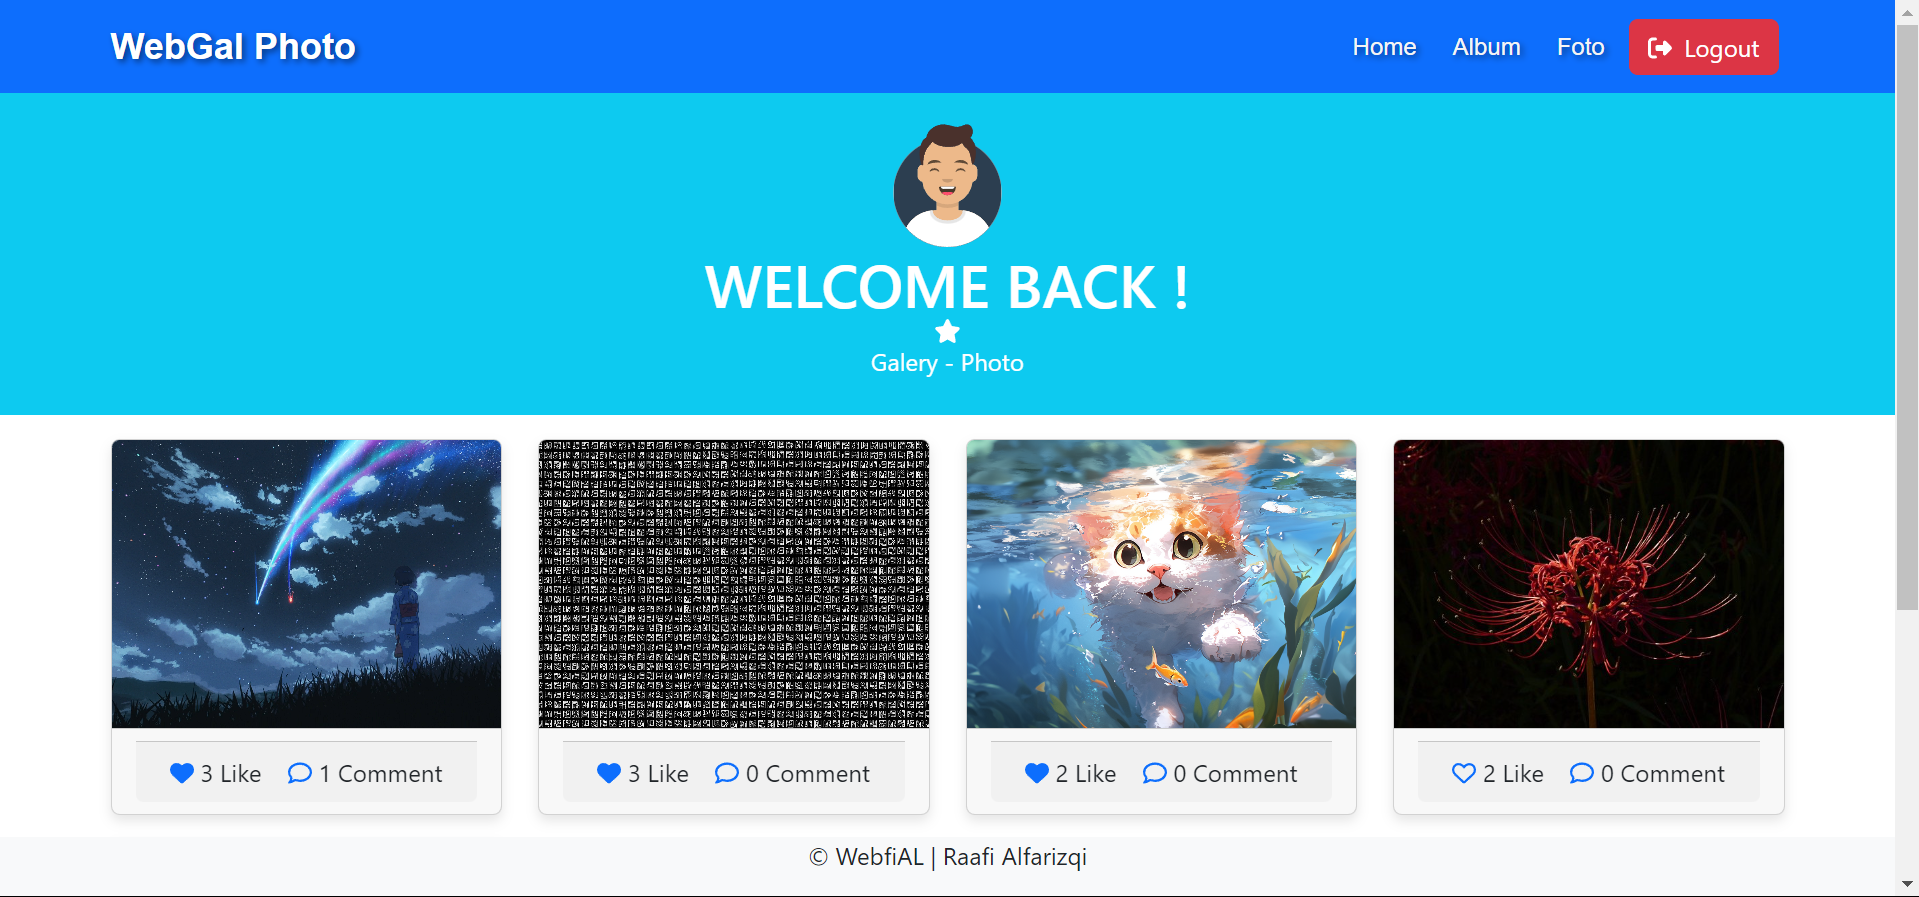 WebGal Photo
Home Album Foto Logout
WELCOME BACK !
Galery - Photo
3 Like 1 Comment
3 Like 0 Comment
2 Like 0 Comment
2 Like 0 Comment
© WebfiAL | Raafi Alfarizqi